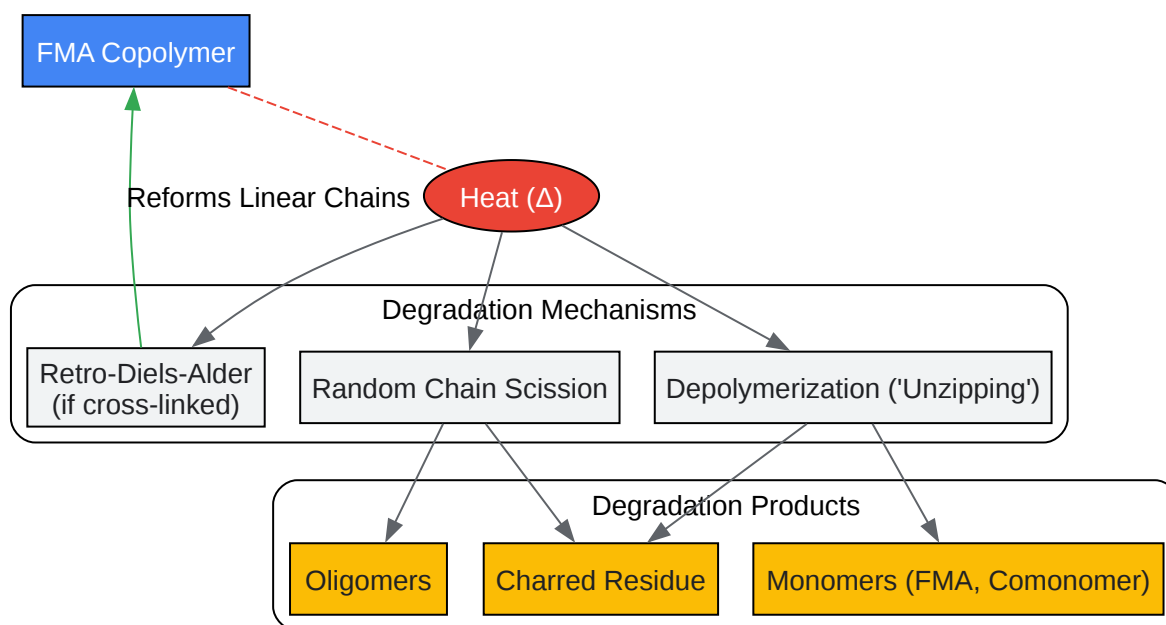 FMA Copolymer
Reforms Linear Chains
Heat (Δ)
Degradation Mechanisms
Retro-Diels-Alder
(if cross-linked)
Random Chain Scission
Depolymerization ('Unzipping')
Degradation Products
Oligomers
Charred Residue
Monomers (FMA, Comonomer)